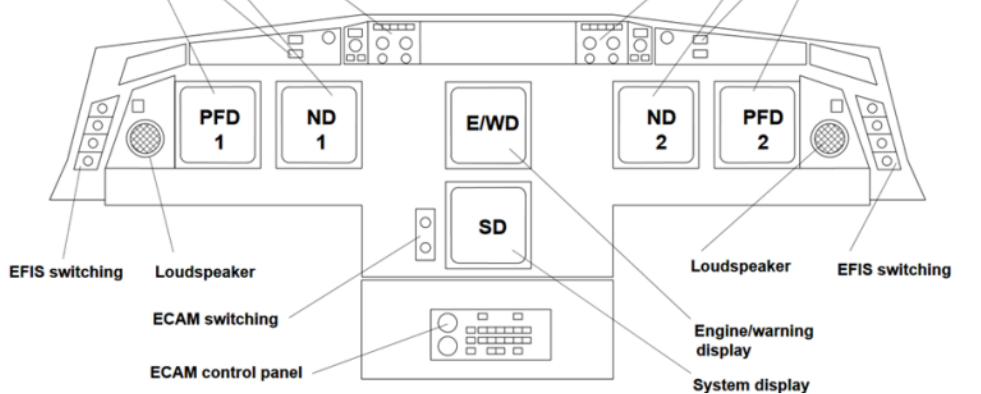 PFD
1
ND
1
E/WD
ND
2
PFD
2
SD
EFIS switching
Loudspeaker
Loudspeaker
EFIS switching
ECAM switching
Engine/warning
display
ECAM control panel
System display